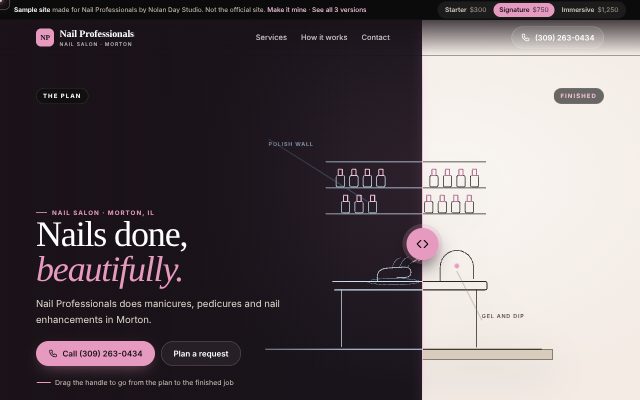 Sample site made for Nail Professionals by Nolan Day Studio. Not the official site. Make it mine · See all 3 versions
Starter $300 Signature $750 Immersive $1,250
NP Nail Professionals
NAIL SALON · MORTON
Services How it works Contact
(309) 263-0434
THE PLAN
FINISHED
POLISH WALL
NAIL SALON · MORTON, IL
Nails done,
beautifully.
Nail Professionals does manicures, pedicures and nail
enhancements in Morton.
GEL AND DIP
Call (309) 263-0434 Plan a request
Drag the handle to go from the plan to the finished job